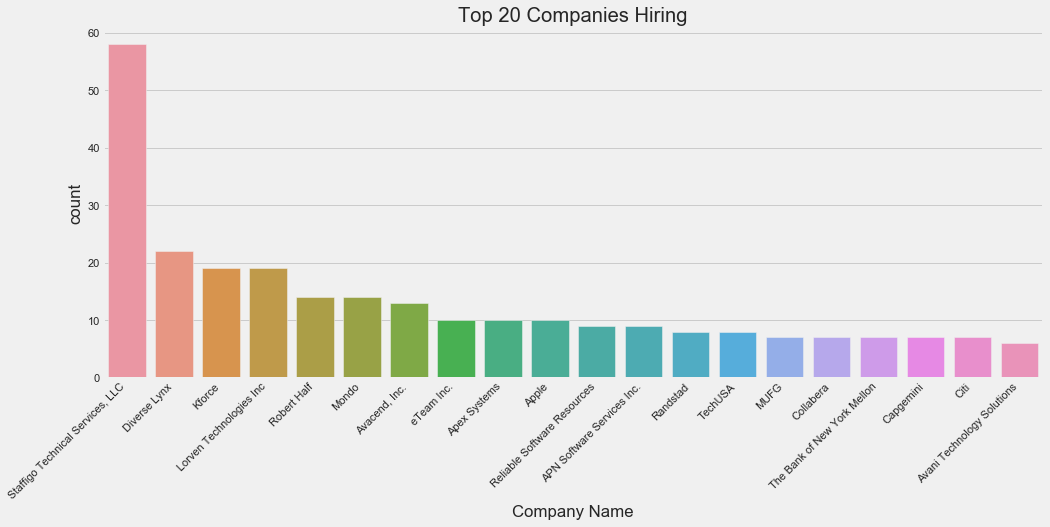 Top 20 Companies Hiring
count
60
50
40
30
20
10
0
Staffigo Technical Services, LLC
Diverse Lynx
Kforce
Lorven Technologies Inc
Robert Half
Mondo
Avacend, Inc.
eTeam Inc.
Apex Systems
Apple
Reliable Software Resources
APN Software Services Inc.
Randstad
TechUSA
MUFG
Collabera
The Bank of New York Mellon
Capgemini
Citi
Avani Technology Solutions
Company Name